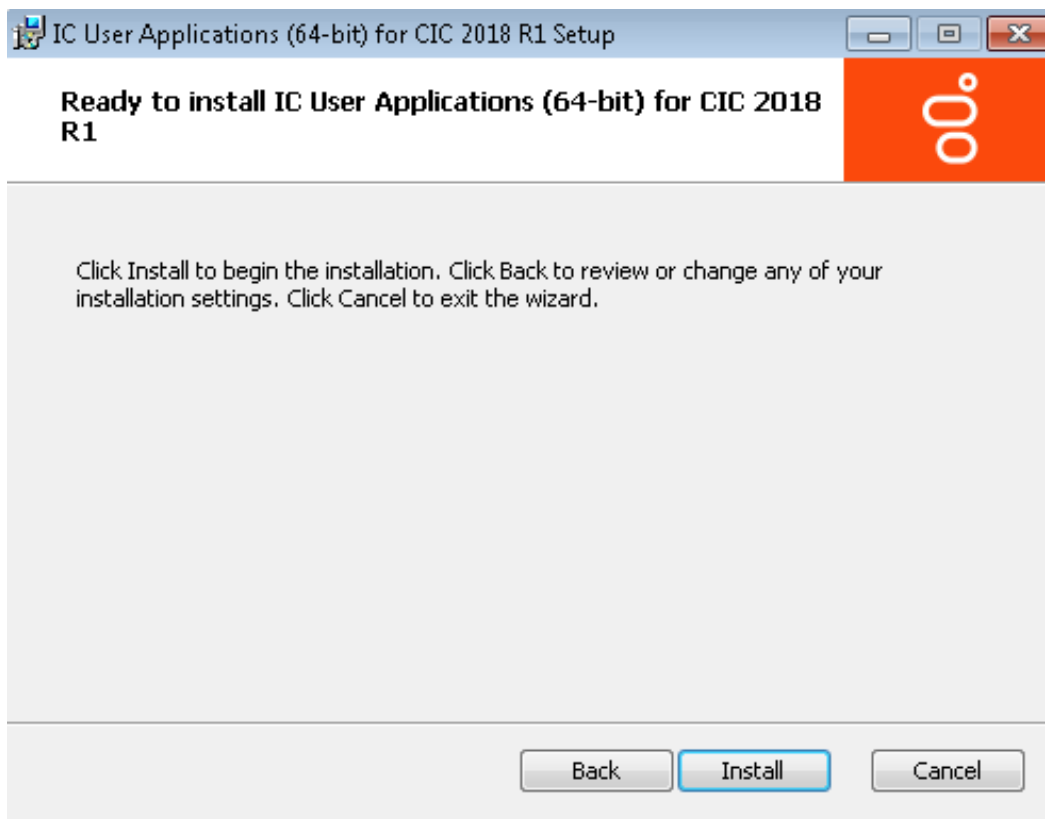 IC User Applications (64-bit) for CIC 2018 R1 Setup
Ready to install IC User Applications (64-bit) for CIC 2018
R1
Click Install to begin the installation. Click Back to review or change any of your
installation settings. Click Cancel to exit the wizard.
Back Install Cancel